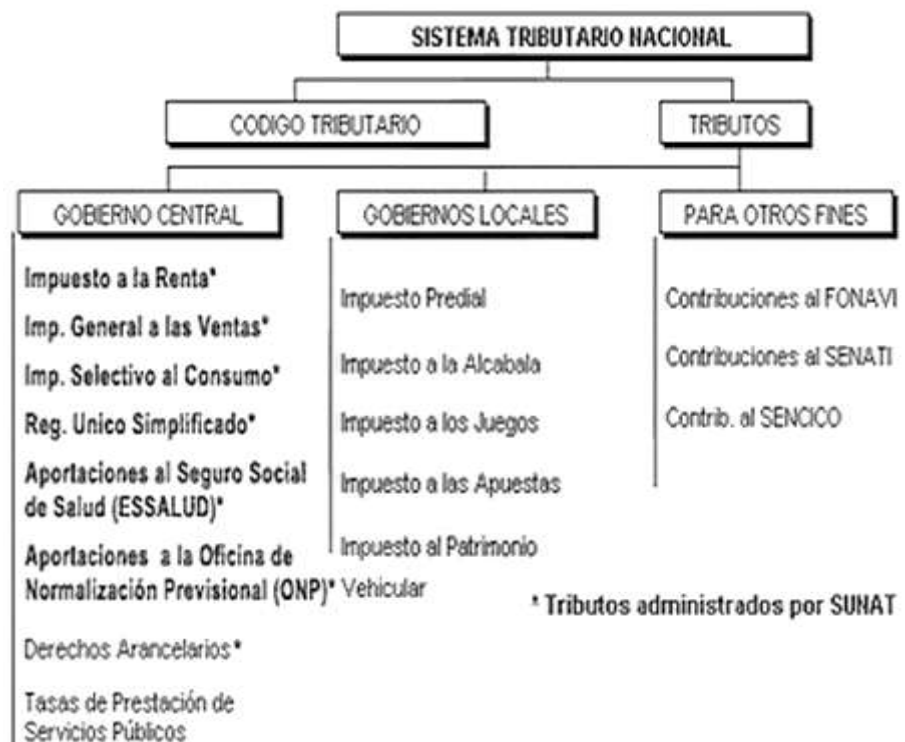 SISTEMA TRIBUTARIO NACIONAL
CODIGO TRIBUTARIO
TRIBUTOS
GOBIERNO CENTRAL
Impuesto a la Renta*
Imp. General a las Ventas*
Imp. Selectivo al Consumo*
Reg. Unico Simplificado*
Aportaciones al Seguro Social
de Salud (ESSALUD)*
Aportaciones a la Oficina de
Normalización Previsional (ONP)*
Derechos Arancelarios*
Tasas de Prestación de
Servicios Públicos
GOBIERNOS LOCALES
Impuesto Predial
Impuesto a la Alcabala
Impuesto a los Juegos
Impuesto a las Apuestas
Impuesto al Patrimonio
Vehicular
PARA OTROS FINES
Contribuciones al FONAVI
Contribuciones al SENATI
Contrib. al SENCICO
* Tributos administrados por SUNAT